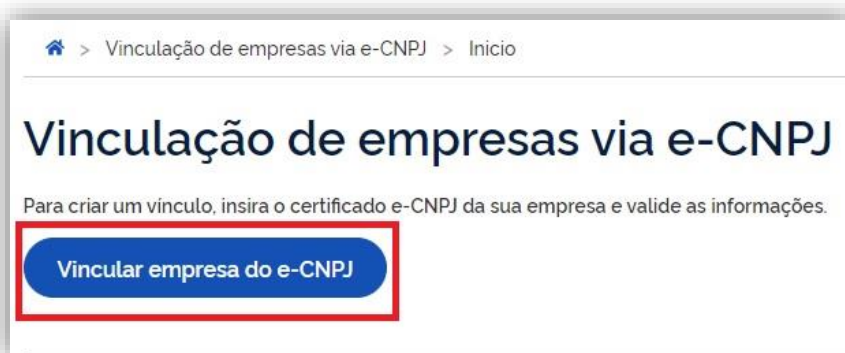 > Vinculação de empresas via e-CNPJ > Inicio
Vinculação de empresas via e-CNPJ
Para criar um vínculo, insira o certificado e-CNPJ da sua empresa e valide as informações.
Vincular empresa do e-CNPJ